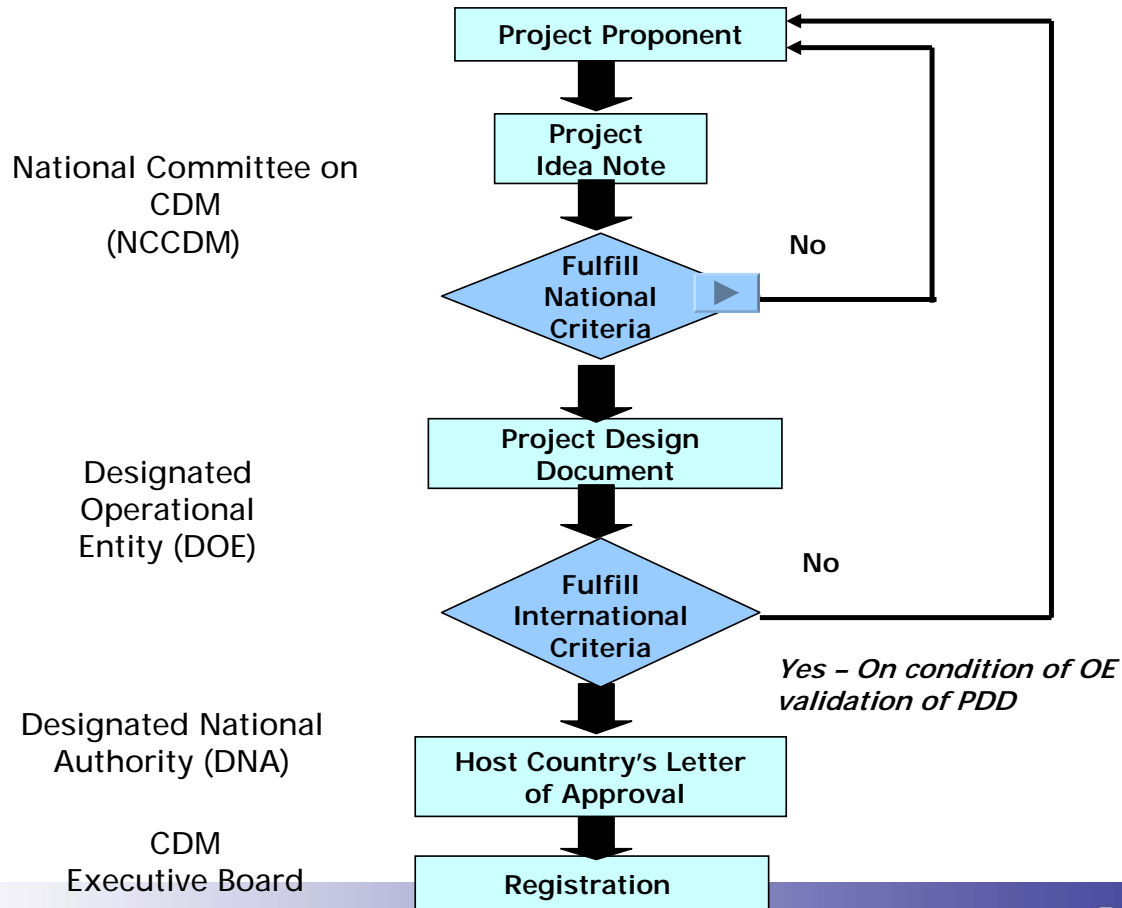 Project Proponent
Project
Idea Note
National Committee on
CDM
(NCCDM)
No
Fulfill
National
Criteria
Project Design
Document
Designated
Operational
Entity (DOE)
No
Fulfill
International
Criteria
Yes – On condition of OE
validation of PDD
Designated National
Authority (DNA)
Host Country's Letter
of Approval
CDM
Executive Board
Registration